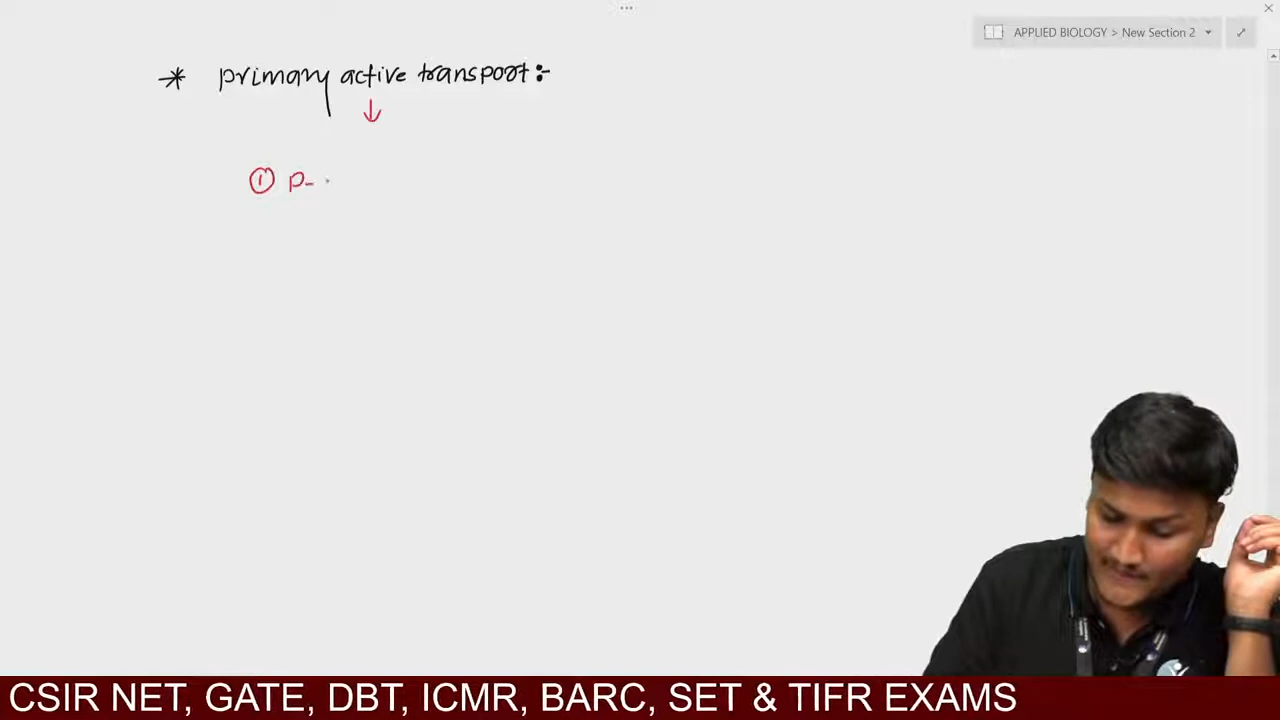 APPLIED BIOLOGY > New Section 2
* primary active transport :-
↓
① P-
CSIR NET, GATE, DBT, ICMR, BARC, SET & TIFR EXAMS